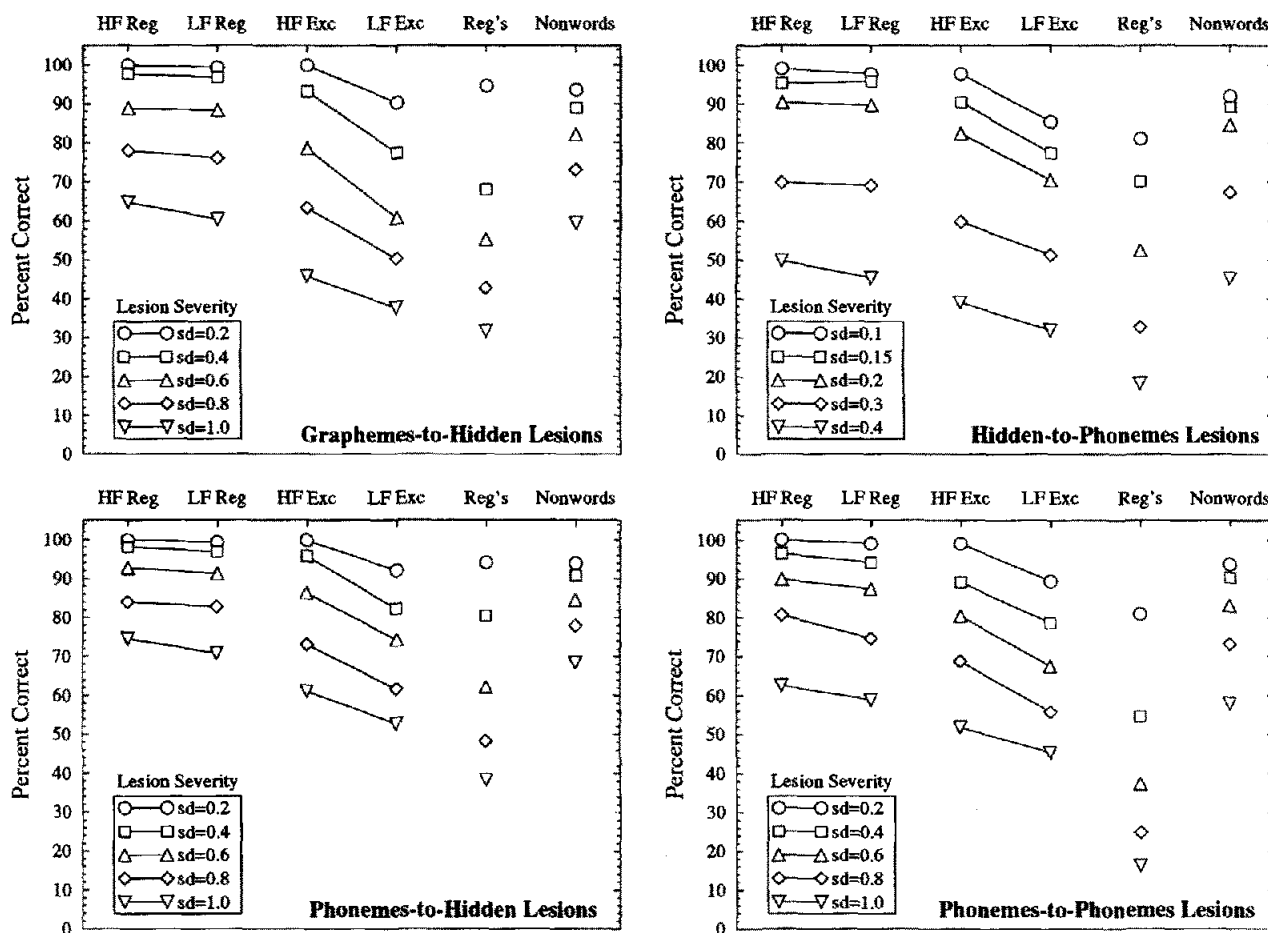 HF Reg LF Reg HF Exc LF Exc Reg's Nonwords
Percent Correct
100
90
80
70
60
50
40
30
20
10
0
Lesion Severity
sd=0.2
sd=0.4
sd=0.6
sd=0.8
sd=1.0
Graphemes-to-Hidden Lesions
HF Reg LF Reg HF Exc LF Exc Reg's Nonwords
Percent Correct
100
90
80
70
60
50
40
30
20
10
0
Lesion Severity
sd=0.1
sd=0.15
sd=0.2
sd=0.3
sd=0.4
Hidden-to-Phonemes Lesions
HF Reg LF Reg HF Exc LF Exc Reg's Nonwords
Percent Correct
100
90
80
70
60
50
40
30
20
10
0
Lesion Severity
sd=0.2
sd=0.4
sd=0.6
sd=0.8
sd=1.0
Phonemes-to-Hidden Lesions
HF Reg LF Reg HF Exc LF Exc Reg's Nonwords
Percent Correct
100
90
80
70
60
50
40
30
20
10
0
Lesion Severity
sd=0.2
sd=0.4
sd=0.6
sd=0.8
sd=1.0
Phonemes-to-Phonemes Lesions